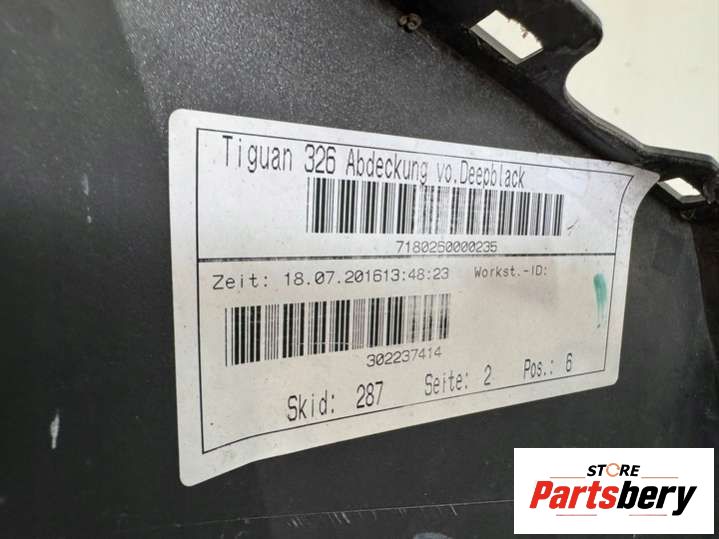 Tiguan 326 Abdeckung vo.Deepblack
7180260000235
Zeit: 18.07.201613:48:23 Workst.-ID:
302237414
Skid: 287 Seite: 2 Pos.: 6
STORE
Partsbery